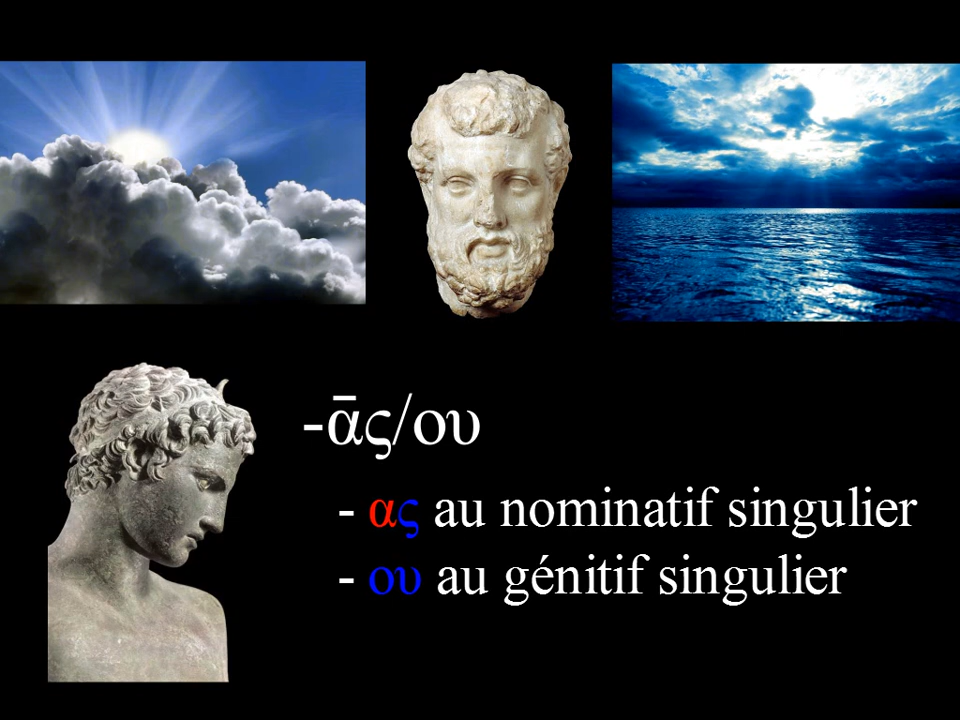 -ᾱς/ου
- ας au nominatif singulier
- ου au génitif singulier